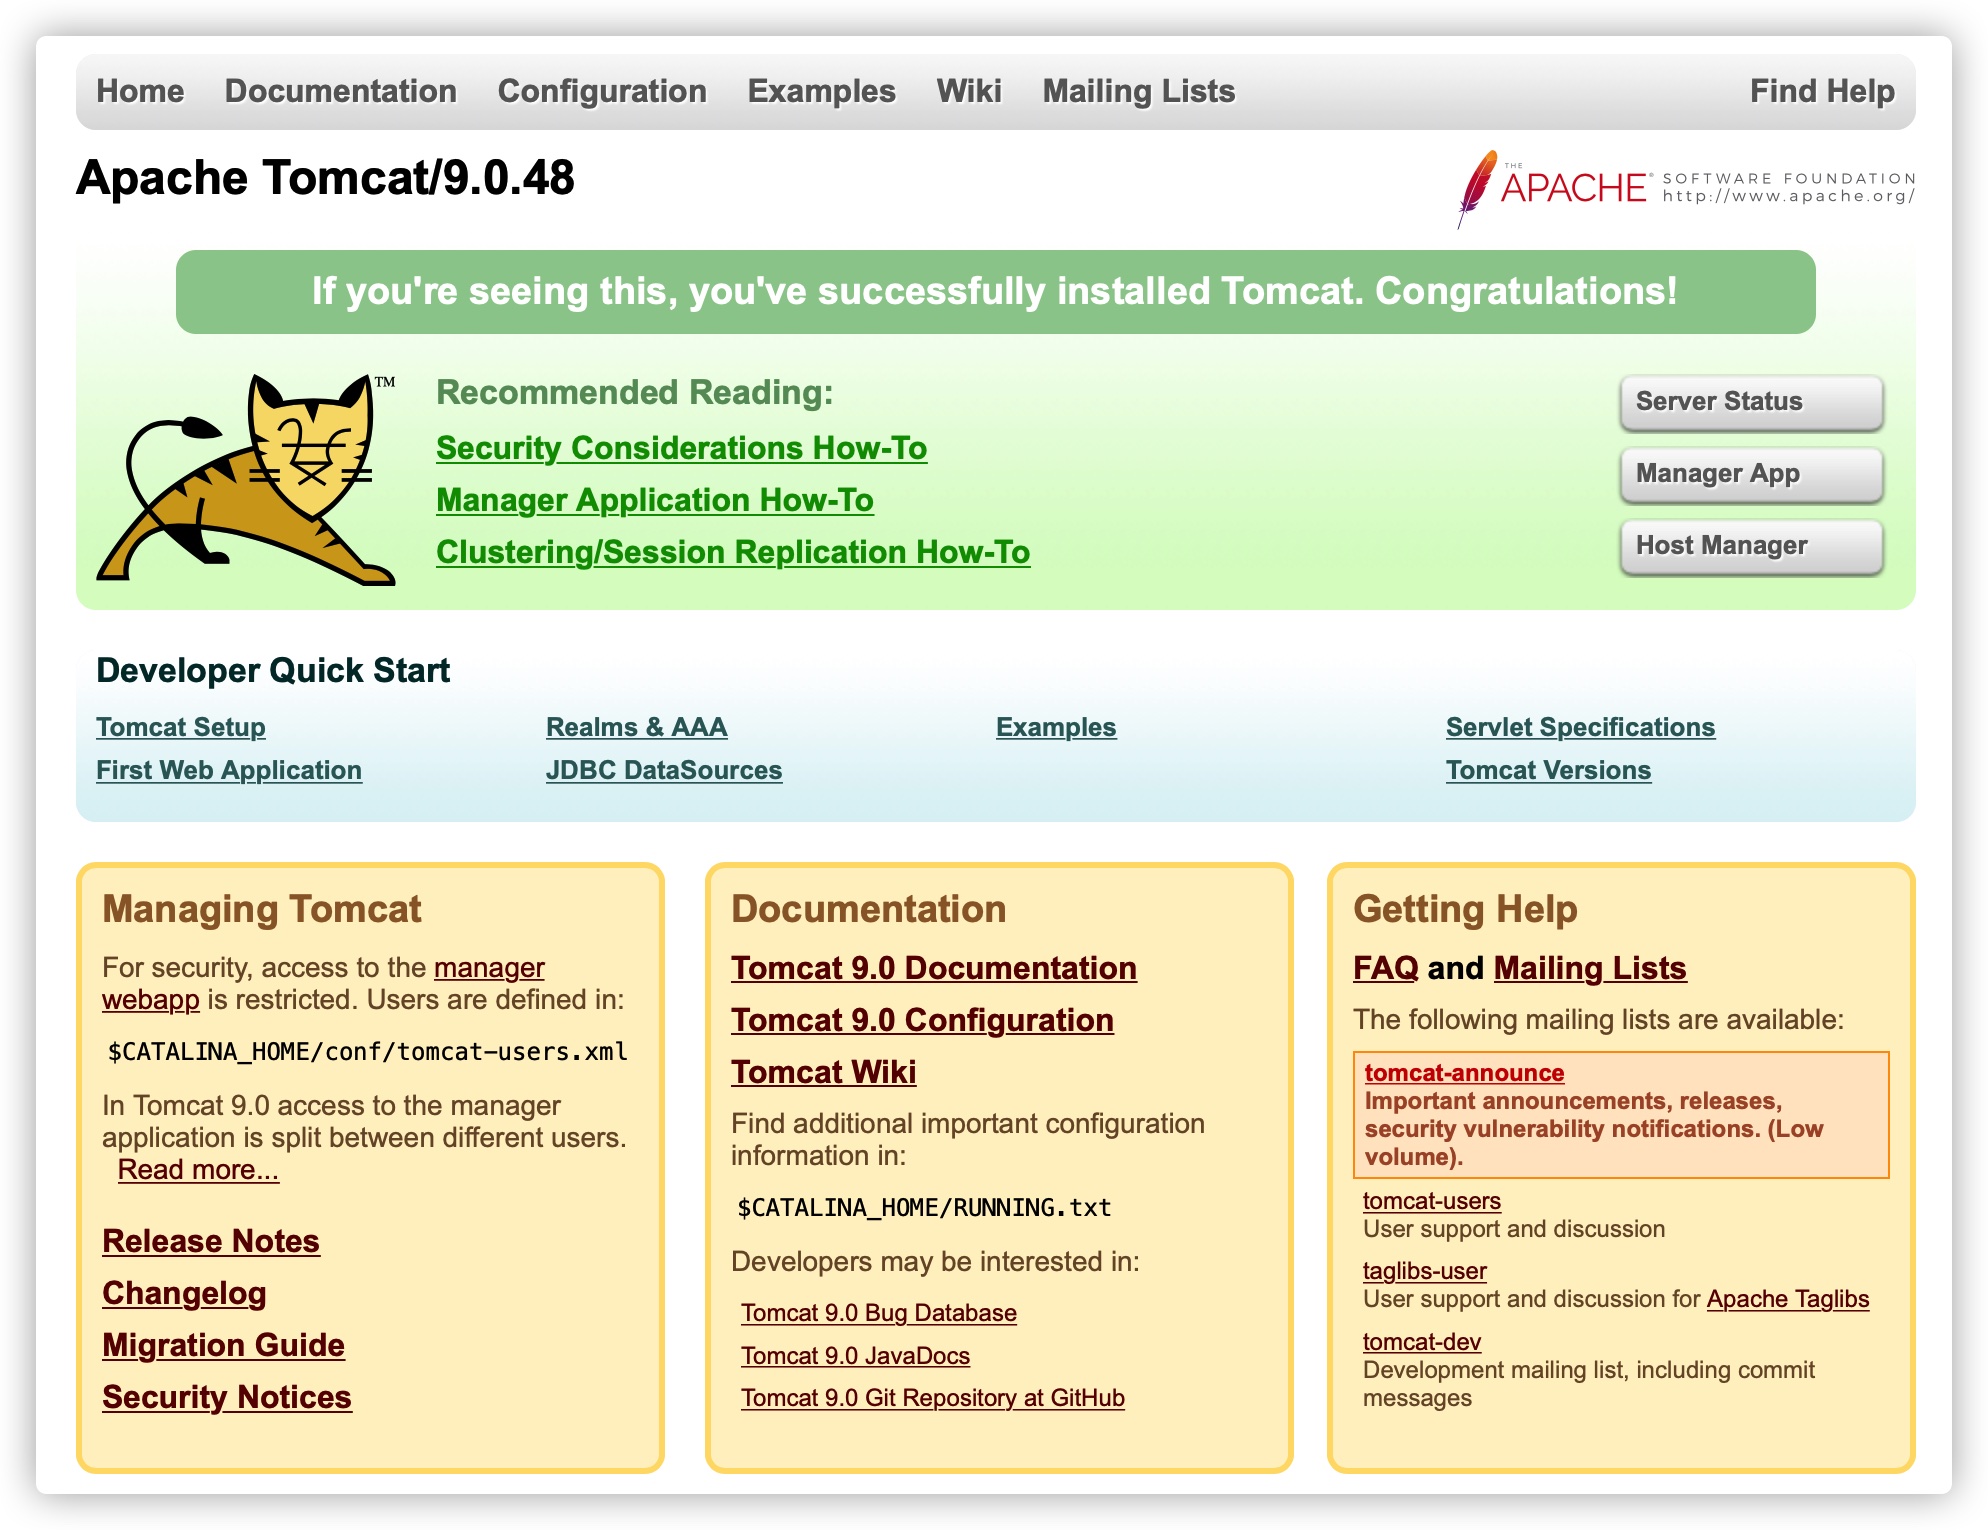 Home Documentation Configuration Examples Wiki Mailing Lists Find Help
Apache Tomcat/9.0.48
THE
APACHE®
SOFTWARE FOUNDATION
http://www.apache.org/
If you're seeing this, you've successfully installed Tomcat. Congratulations!
TM
Recommended Reading:
Security Considerations How-To
Manager Application How-To
Clustering/Session Replication How-To
Server Status
Manager App
Host Manager
Developer Quick Start
Tomcat Setup
First Web Application
Realms & AAA
JDBC DataSources
Examples
Servlet Specifications
Tomcat Versions
Managing Tomcat
For security, access to the manager
webapp is restricted. Users are defined in:
$CATALINA_HOME/conf/tomcat-users.xml
In Tomcat 9.0 access to the manager
application is split between different users.
Read more...
Release Notes
Changelog
Migration Guide
Security Notices
Documentation
Tomcat 9.0 Documentation
Tomcat 9.0 Configuration
Tomcat Wiki
Find additional important configuration
information in:
$CATALINA_HOME/RUNNING.txt
Developers may be interested in:
Tomcat 9.0 Bug Database
Tomcat 9.0 JavaDocs
Tomcat 9.0 Git Repository at GitHub
Getting Help
FAQ and Mailing Lists
The following mailing lists are available:
tomcat-announce
Important announcements, releases,
security vulnerability notifications. (Low
volume).
tomcat-users
User support and discussion
taglibs-user
User support and discussion for Apache Taglibs
tomcat-dev
Development mailing list, including commit
messages